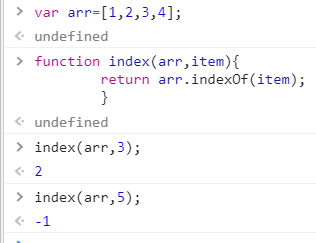 > var arr=[1,2,3,4];
< undefined
> function index(arr,item){
return arr.indexOf(item);
}
< undefined
> index(arr,3);
< 2
> index(arr,5);
< -1